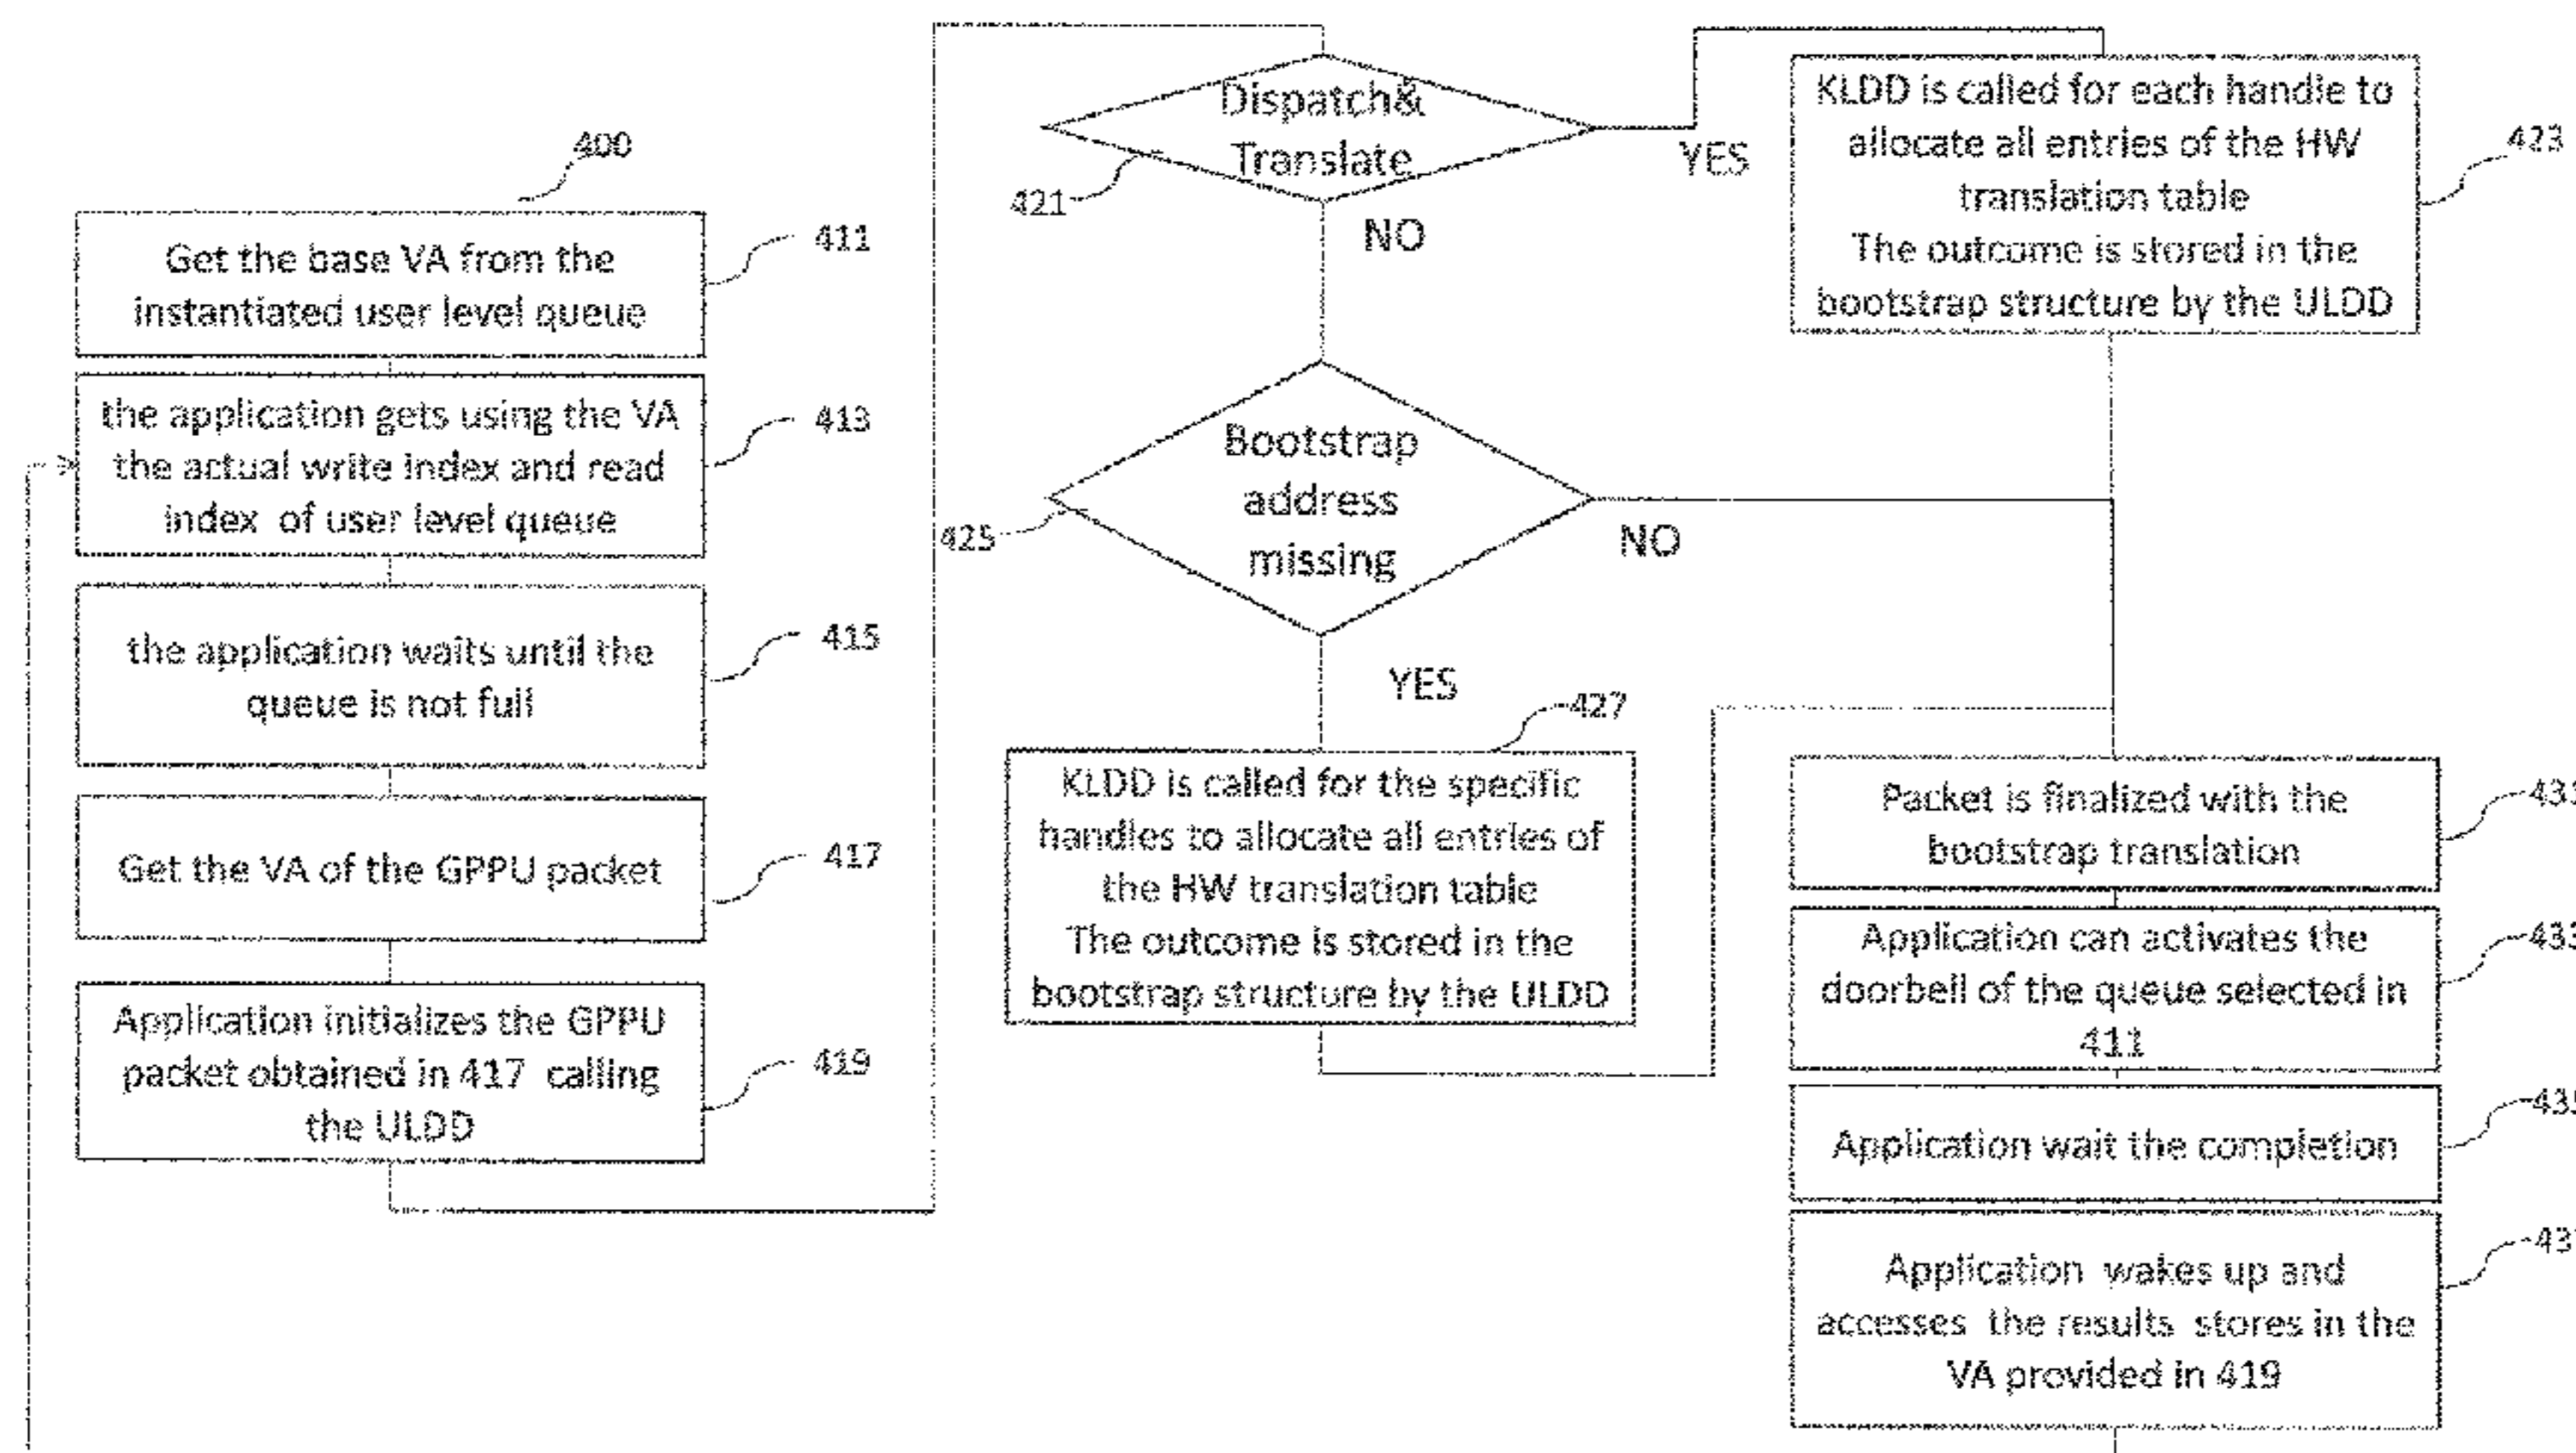 400
Get the base VA from the
instantiated user level queue
411
the application gets using the VA
the actual write index and read
index of user level queue
413
the application waits until the
queue is not full
415
Get the VA of the GPPU packet
417
Application initializes the GPPU
packet obtained in 417 calling
the ULDD
419
Dispatch&
Translate
421
YES
NO
KLDD is called for each handle to
allocate all entries of the HW
translation table
The outcome is stored in the
bootstrap structure by the ULDD
423
Bootstrap
address
missing
425
NO
YES
427
KLDD is called for the specific
handles to allocate all entries of
the HW translation table
The outcome is stored in the
bootstrap structure by the ULDD
Packet is finalized with the
bootstrap translation
Application can activates the
doorbell of the queue selected in
411
433
Application wait the completion
435
Application wakes up and
accesses the results stores in the
VA provided in 419